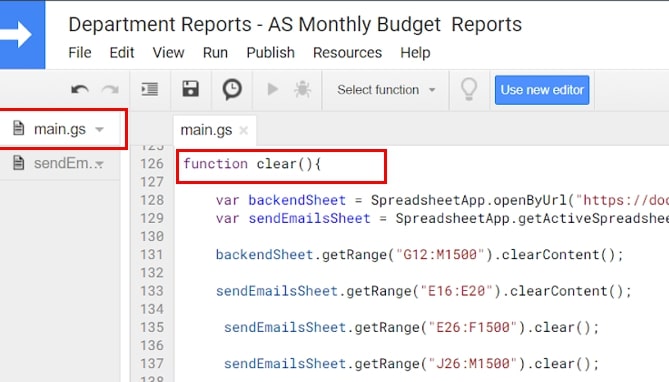 Department Reports - AS Monthly Budget  Reports
File Edit View Run Publish Resources Help
Select function Use new editor
main.gs
sendEm...
main.gs ×
125
126 function clear(){
127
128 var backendSheet = SpreadsheetApp.openByUrl("https://doc
129 var sendEmailsSheet = SpreadsheetApp.getActiveSpreadshee
130
131 backendSheet.getRange("G12:M1500").clearContent();
132
133 sendEmailsSheet.getRange("E16:E20").clearContent();
134
135 sendEmailsSheet.getRange("E26:F1500").clear();
136
137 sendEmailsSheet.getRange("J26:M1500").clear();
138